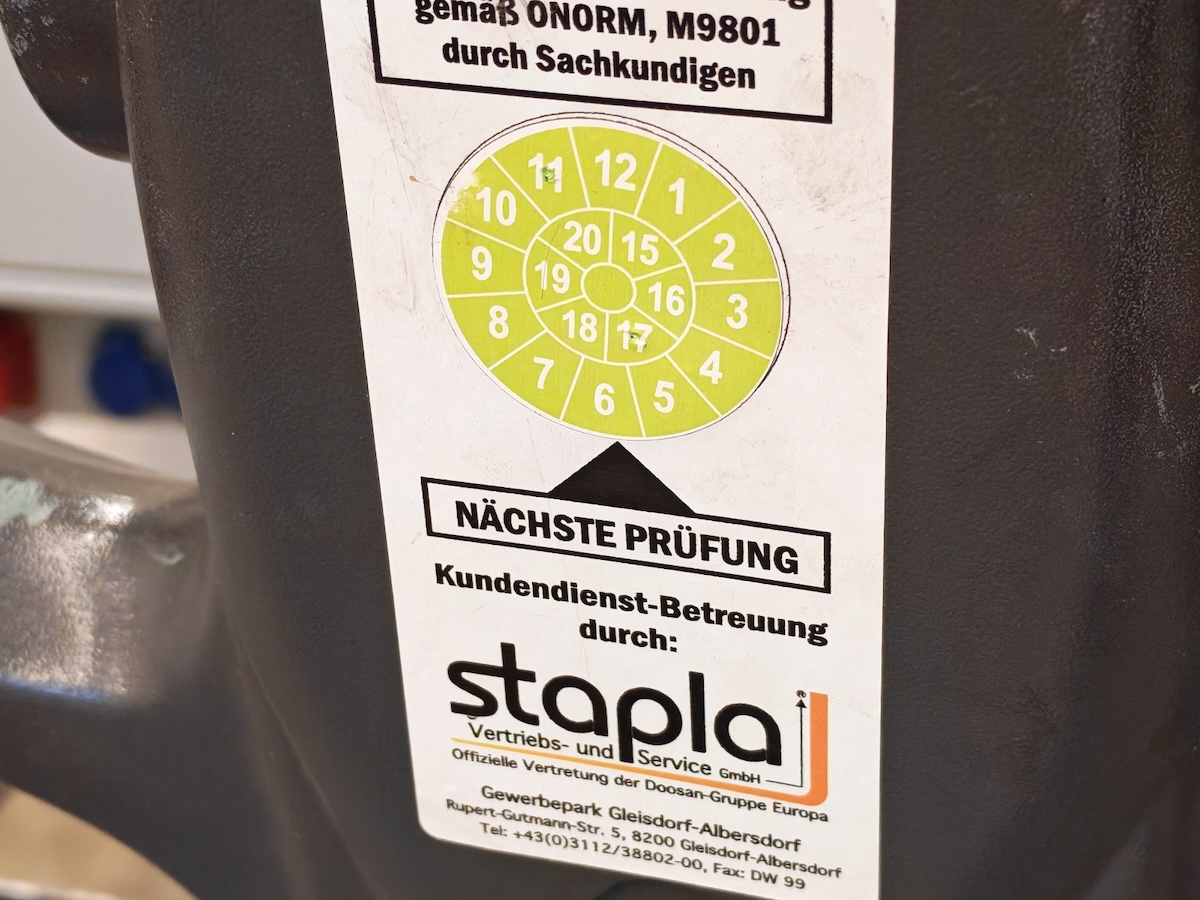 gemäß ÖNORM, M9801
durch Sachkundigen
11 12 1
10 2
20 15
9 19 16 3
18 17
8 4
7 6 5
NÄCHSTE PRÜFUNG
Kundendienst-Betreuung
durch:
stapla ®
Vertriebs- und Service GmbH
Offizielle Vertretung der Doosan-Gruppe Europa
Gewerbepark Gleisdorf-Albersdorf
Rupert-Gutmann-Str. 5, 8200 Gleisdorf-Albersdorf
Tel: +43(0)3112/38802-00, Fax: DW 99